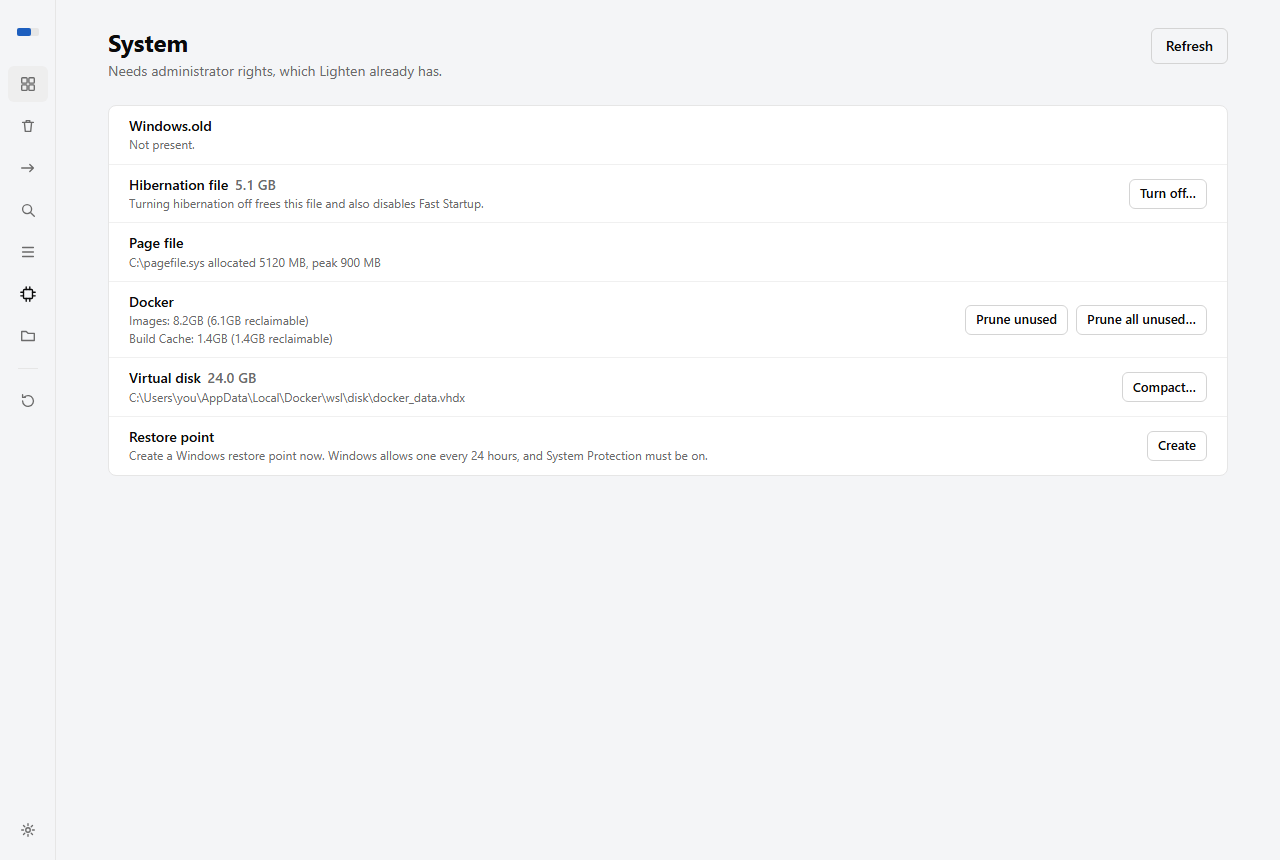 System
Refresh
Needs administrator rights, which Lighten already has.
Windows.old
Not present.
Hibernation file 5.1 GB
Turning hibernation off frees this file and also disables Fast Startup.
Turn off...
Page file
C:\pagefile.sys allocated 5120 MB, peak 900 MB
Docker
Images: 8.2GB (6.1GB reclaimable)
Build Cache: 1.4GB (1.4GB reclaimable)
Prune unused
Prune all unused...
Virtual disk 24.0 GB
C:\Users\you\AppData\Local\Docker\wsl\disk\docker_data.vhdx
Compact...
Restore point
Create a Windows restore point now. Windows allows one every 24 hours, and System Protection must be on.
Create